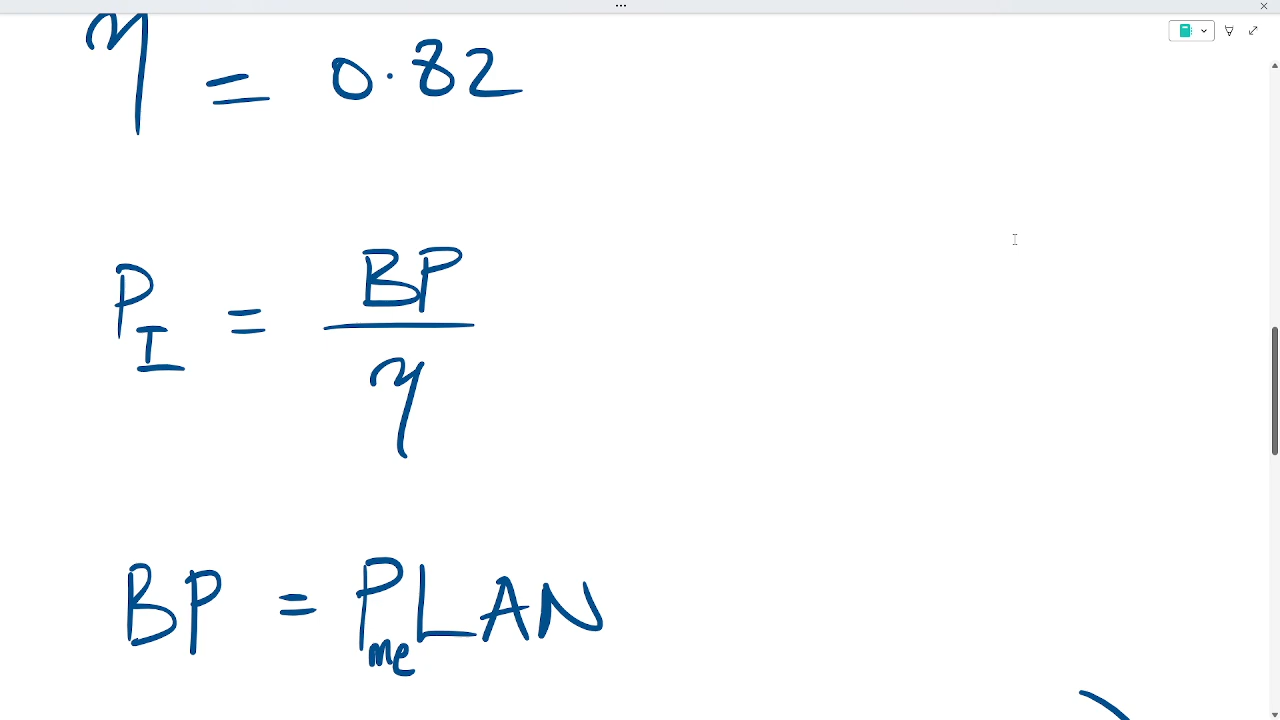 η = 0.82
P_I = BP / η
BP = P_me LAN